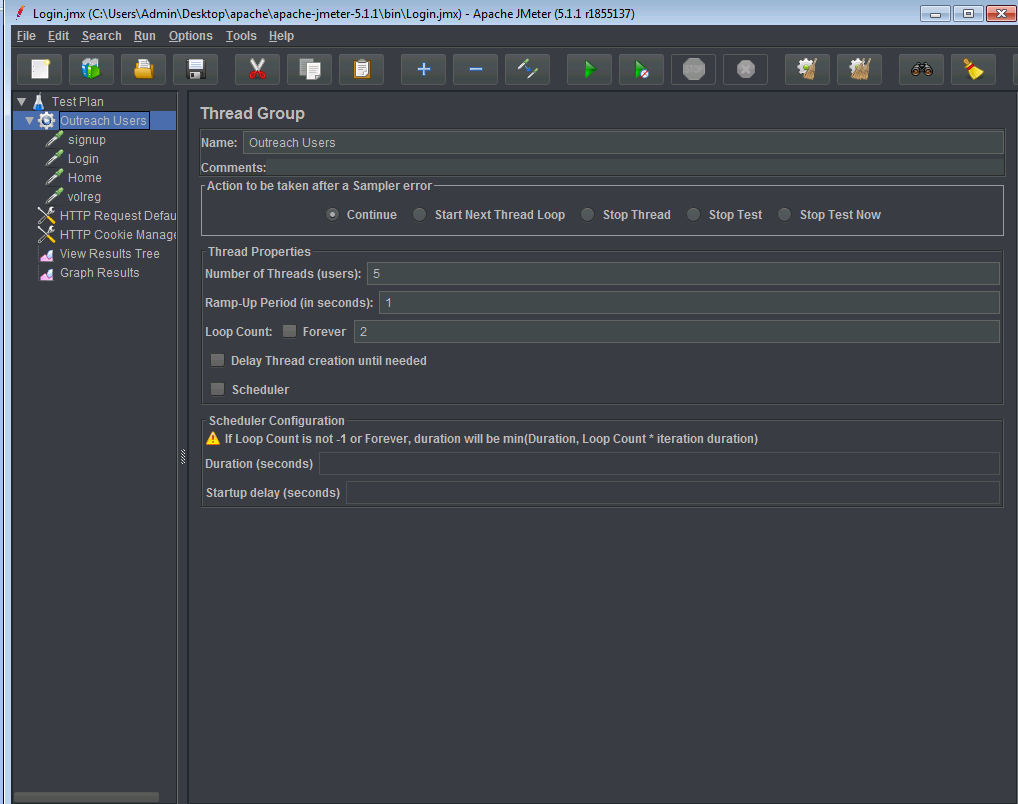 Login.jmx (C:\Users\Admin\Desktop\apache\apache-jmeter-5.1.1\bin\Login.jmx) - Apache JMeter (5.1.1 r1855137)
File Edit Search Run Options Tools Help
STOP
Test Plan
Outreach Users
signup
Login
Home
volreg
HTTP Request Defau
HTTP Cookie Manage
View Results Tree
Graph Results
Thread Group
Name: Outreach Users
Comments:
Action to be taken after a Sampler error
Continue Start Next Thread Loop Stop Thread Stop Test Stop Test Now
Thread Properties
Number of Threads (users): 5
Ramp-Up Period (in seconds): 1
Loop Count: Forever 2
Delay Thread creation until needed
Scheduler
Scheduler Configuration
If Loop Count is not -1 or Forever, duration will be min(Duration, Loop Count * iteration duration)
Duration (seconds)
Startup delay (seconds)